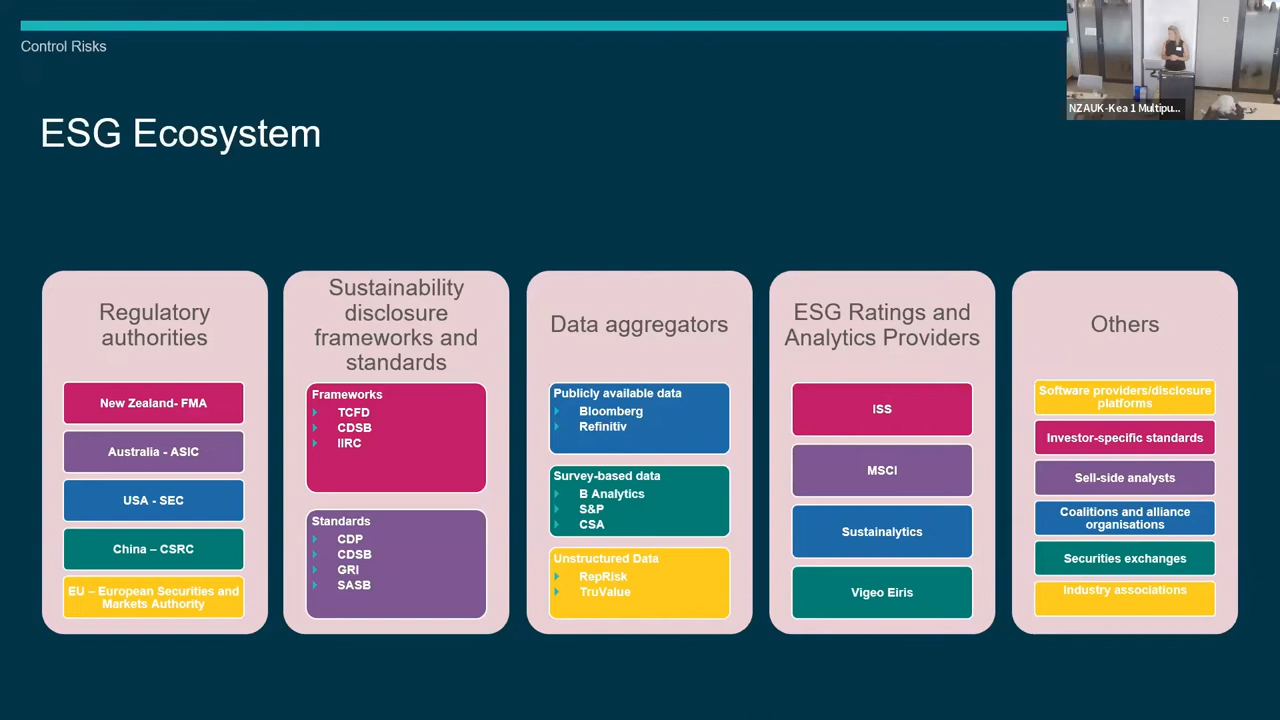 Control Risks
NZAUK-Kea 1 Multipu...
ESG Ecosystem
Regulatory
authorities
New Zealand- FMA
Australia - ASIC
USA - SEC
China – CSRC
EU – European Securities and
Markets Authority
Sustainability
disclosure
frameworks and
standards
Frameworks
TCFD
CDSB
IIRC
Standards
CDP
CDSB
GRI
SASB
Data aggregators
Publicly available data
Bloomberg
Refinitiv
Survey-based data
B Analytics
S&P
CSA
Unstructured Data
RepRisk
TruValue
ESG Ratings and
Analytics Providers
ISS
MSCI
Sustainalytics
Vigeo Eiris
Others
Software providers/disclosure
platforms
Investor-specific standards
Sell-side analysts
Coalitions and alliance
organisations
Securities exchanges
Industry associations